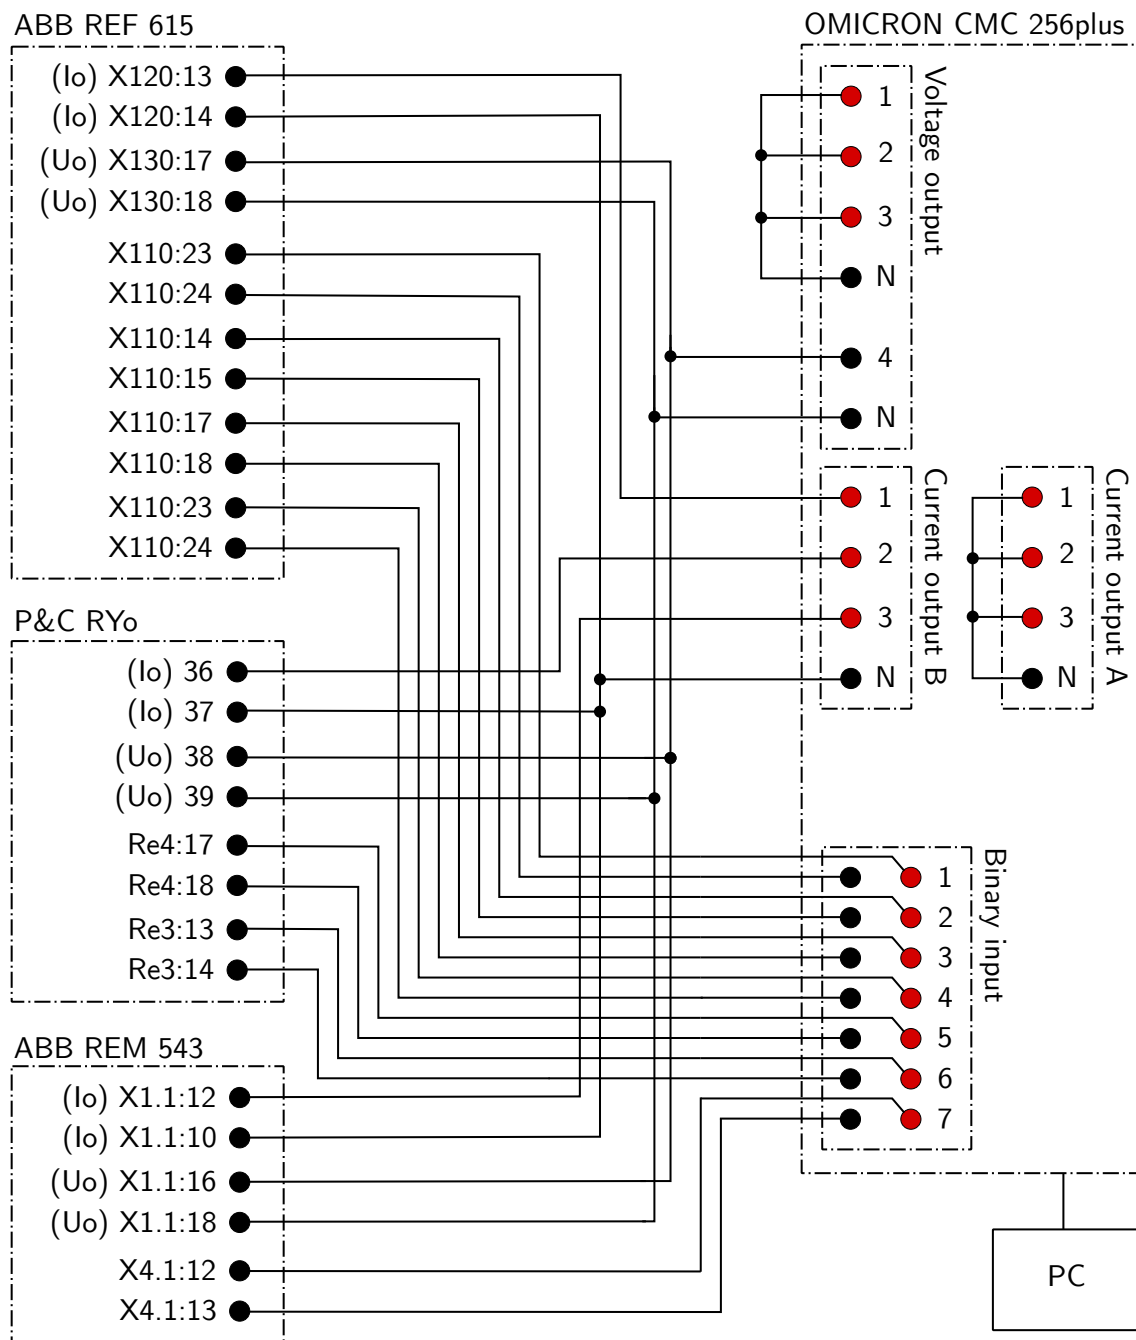 ABB REF 615
(Io) X120:13
(Io) X120:14
(Uo) X130:17
(Uo) X130:18
X110:23
X110:24
X110:14
X110:15
X110:17
X110:18
X110:23
X110:24
P&C RYo
(Io) 36
(Io) 37
(Uo) 38
(Uo) 39
Re4:17
Re4:18
Re3:13
Re3:14
ABB REM 543
(Io) X1.1:12
(Io) X1.1:10
(Uo) X1.1:16
(Uo) X1.1:18
X4.1:12
X4.1:13
OMICRON CMC 256plus
Voltage output
1
2
3
N
4
N
Current output B
1
2
3
N
Current output A
1
2
3
N
Binary input
1
2
3
4
5
6
7
PC